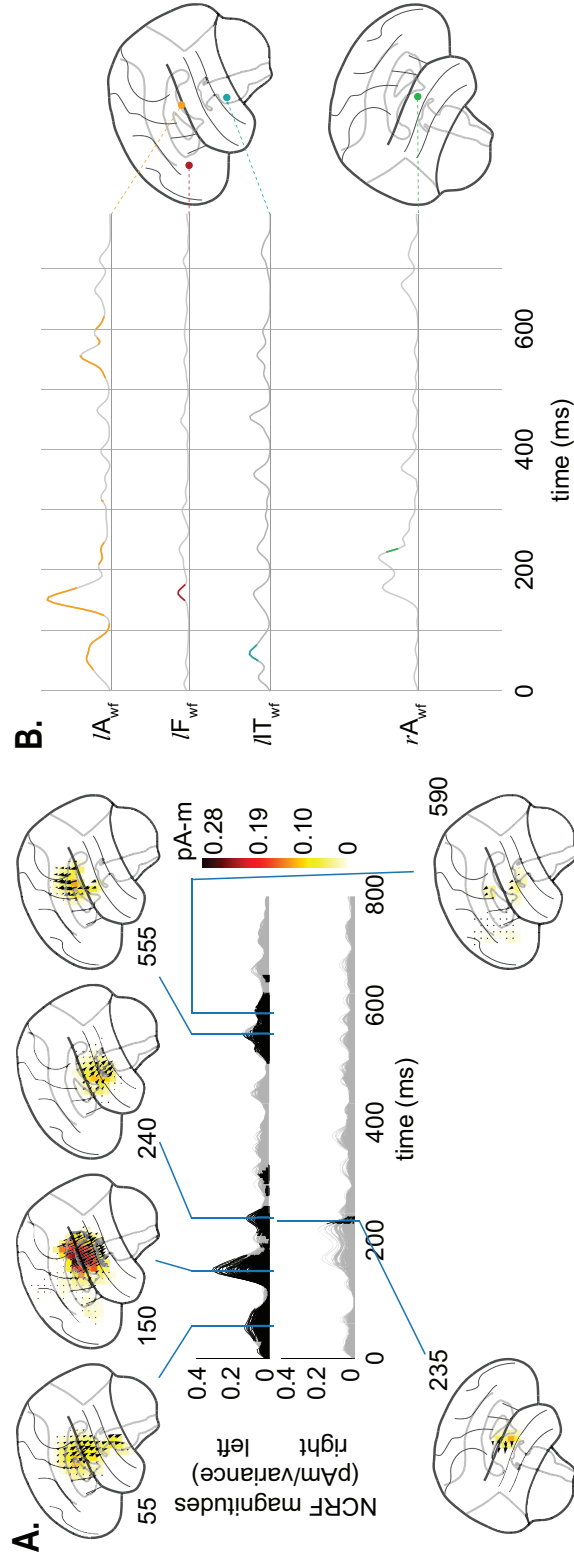 A.
55
150
240
555
NCRF magnitudes
(pAm/variance)
left
right
0.4
0.2
0
0.4
0.2
0
0
200
400
600
800
time (ms)
pA-m
0.28
0.19
0.10
0
235
590
B.
lA_wf
lF_wf
lIT_wf
rA_wf
0
200
400
600
time (ms)